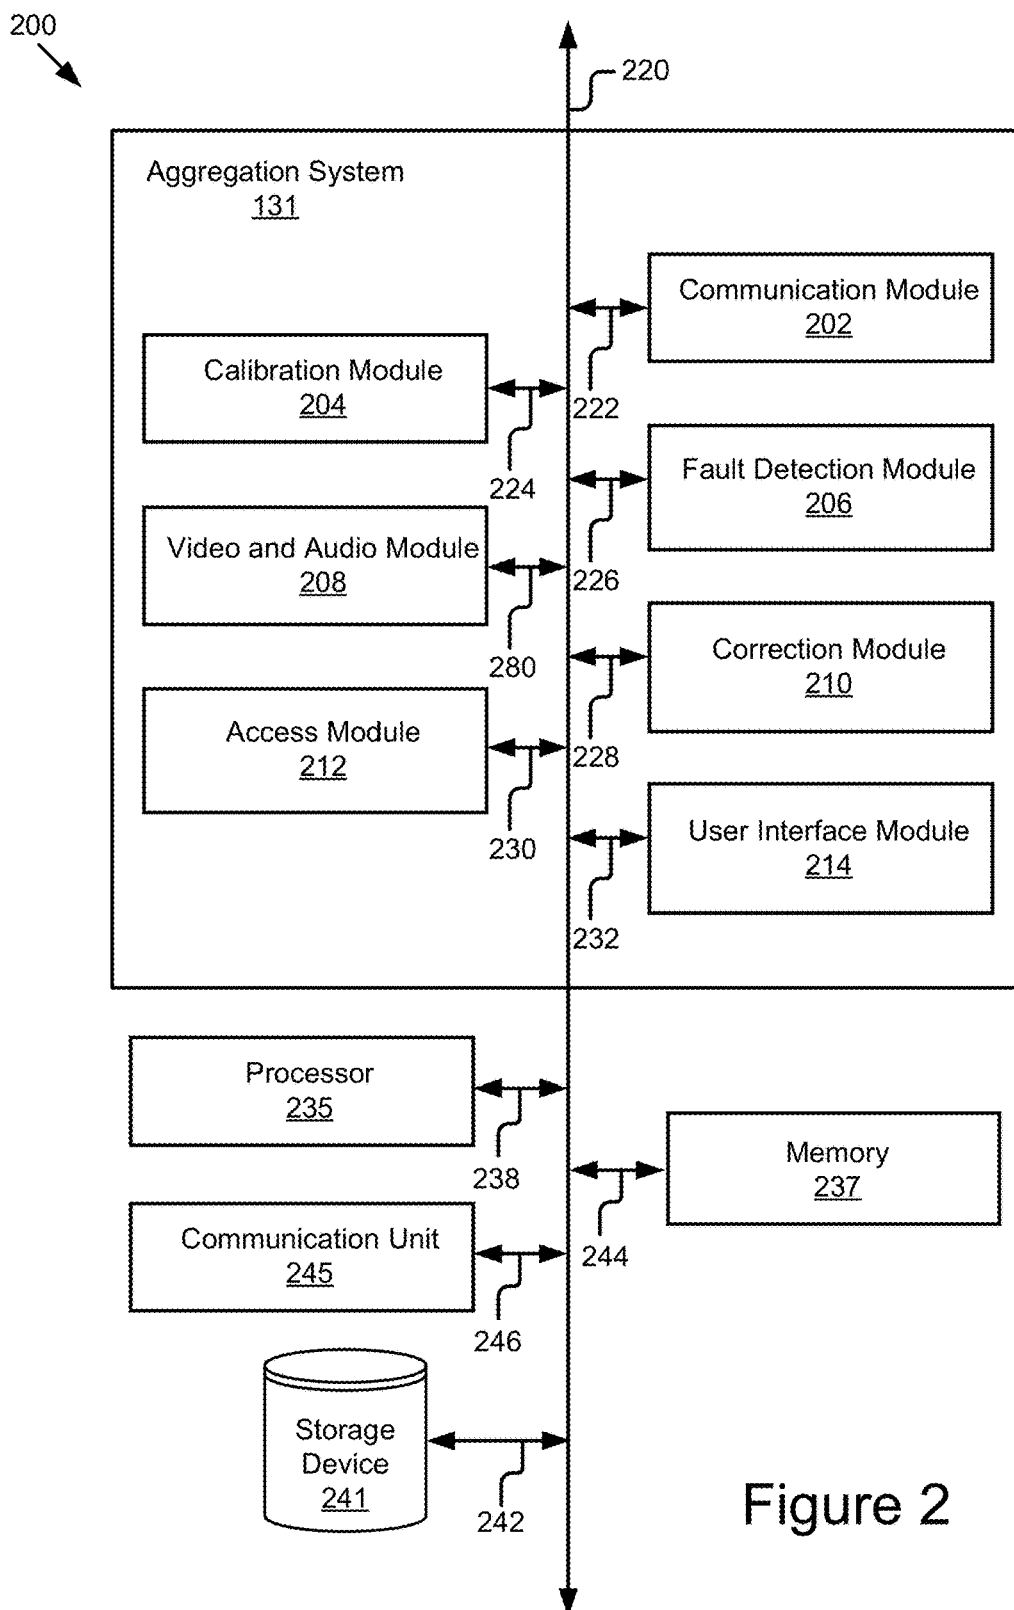 200
220
Aggregation System
131
Communication Module
202
222
Calibration Module
204
224
Fault Detection Module
206
226
Video and Audio Module
208
280
Correction Module
210
228
Access Module
212
230
User Interface Module
214
232
Processor
235
238
Memory
237
244
Communication Unit
245
246
Storage
Device
241
242
Figure 2